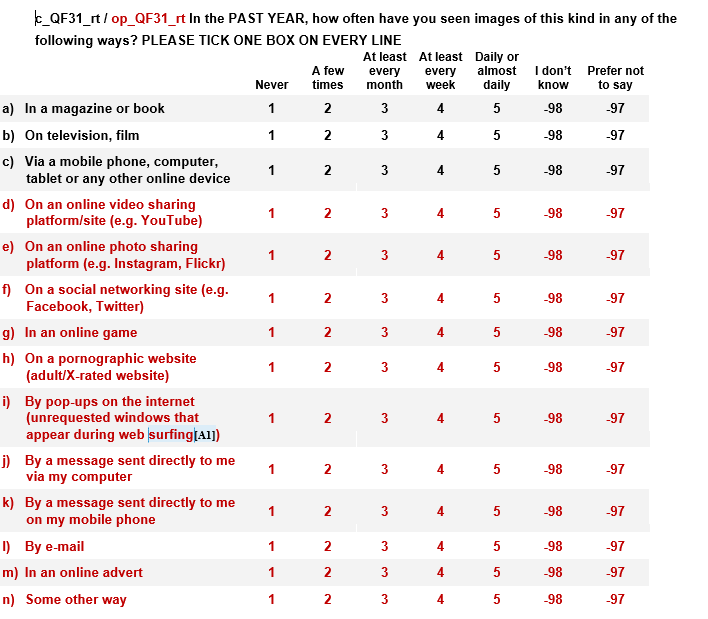 c_QF31_rt / op_QF31_rt In the PAST YEAR, how often have you seen images of this kind in any of the
following ways? PLEASE TICK ONE BOX ON EVERY LINE
Never
A few
times
At least
every
month
At least
every
week
Daily or
almost
daily
I don't
know
Prefer not
to say
a) In a magazine or book 1 2 3 4 5 -98 -97
b) On television, film 1 2 3 4 5 -98 -97
c) Via a mobile phone, computer,
tablet or any other online device 1 2 3 4 5 -98 -97
d) On an online video sharing
platform/site (e.g. YouTube) 1 2 3 4 5 -98 -97
e) On an online photo sharing
platform (e.g. Instagram, Flickr) 1 2 3 4 5 -98 -97
f) On a social networking site (e.g.
Facebook, Twitter) 1 2 3 4 5 -98 -97
g) In an online game 1 2 3 4 5 -98 -97
h) On a pornographic website
(adult/X-rated website) 1 2 3 4 5 -98 -97
i) By pop-ups on the internet
(unrequested windows that
appear during web surfing[A1]) 1 2 3 4 5 -98 -97
j) By a message sent directly to me
via my computer 1 2 3 4 5 -98 -97
k) By a message sent directly to me
on my mobile phone 1 2 3 4 5 -98 -97
l) By e-mail 1 2 3 4 5 -98 -97
m) In an online advert 1 2 3 4 5 -98 -97
n) Some other way 1 2 3 4 5 -98 -97